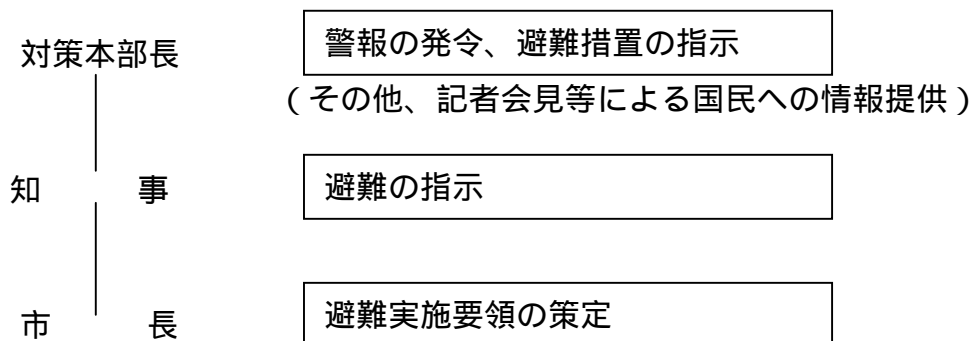 対策本部長 警報の発令、避難措置の指示
(その他、記者会見等による国民への情報提供)
知 事 避難の指示
市 長 避難実施要領の策定